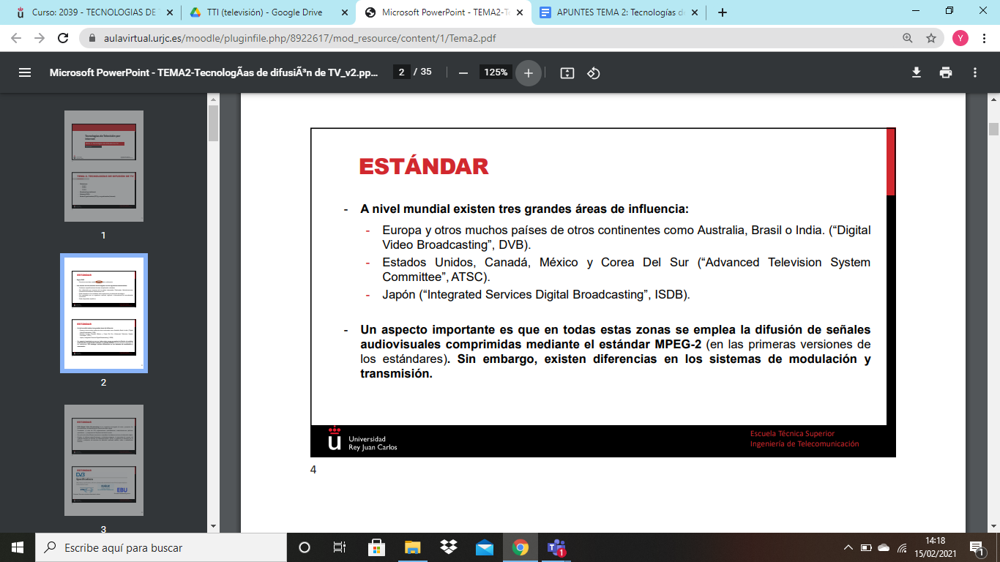 Curso: 2039 - TECNOLOGIAS DE T
TTI (televisión) - Google Drive
Microsoft PowerPoint - TEMA2-Te
APUNTES TEMA 2: Tecnologías de
aulavirtual.urjc.es/moodle/pluginfile.php/8922617/mod_resource/content/1/Tema2.pdf
Y
Microsoft PowerPoint - TEMA2-TecnologÃas de difusiÃ³n de TV_v2.pp...
2 / 35
125%
1
2
3
ESTÁNDAR
- A nivel mundial existen tres grandes áreas de influencia:
- Europa y otros muchos países de otros continentes como Australia, Brasil o India. (“Digital
Video Broadcasting”, DVB).
- Estados Unidos, Canadá, México y Corea Del Sur (“Advanced Television System
Committee”, ATSC).
- Japón (“Integrated Services Digital Broadcasting”, ISDB).
- Un aspecto importante es que en todas estas zonas se emplea la difusión de señales
audiovisuales comprimidas mediante el estándar MPEG-2 (en las primeras versiones de
los estándares). Sin embargo, existen diferencias en los sistemas de modulación y
transmisión.
u
Universidad
Rey Juan Carlos
Escuela Técnica Superior
Ingeniería de Telecomunicación
4
Escribe aquí para buscar
1
14:18
15/02/2021
1